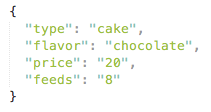 {
  "type": "cake",
  "flavor": "chocolate",
  "price": "20",
  "feeds": "8"
}